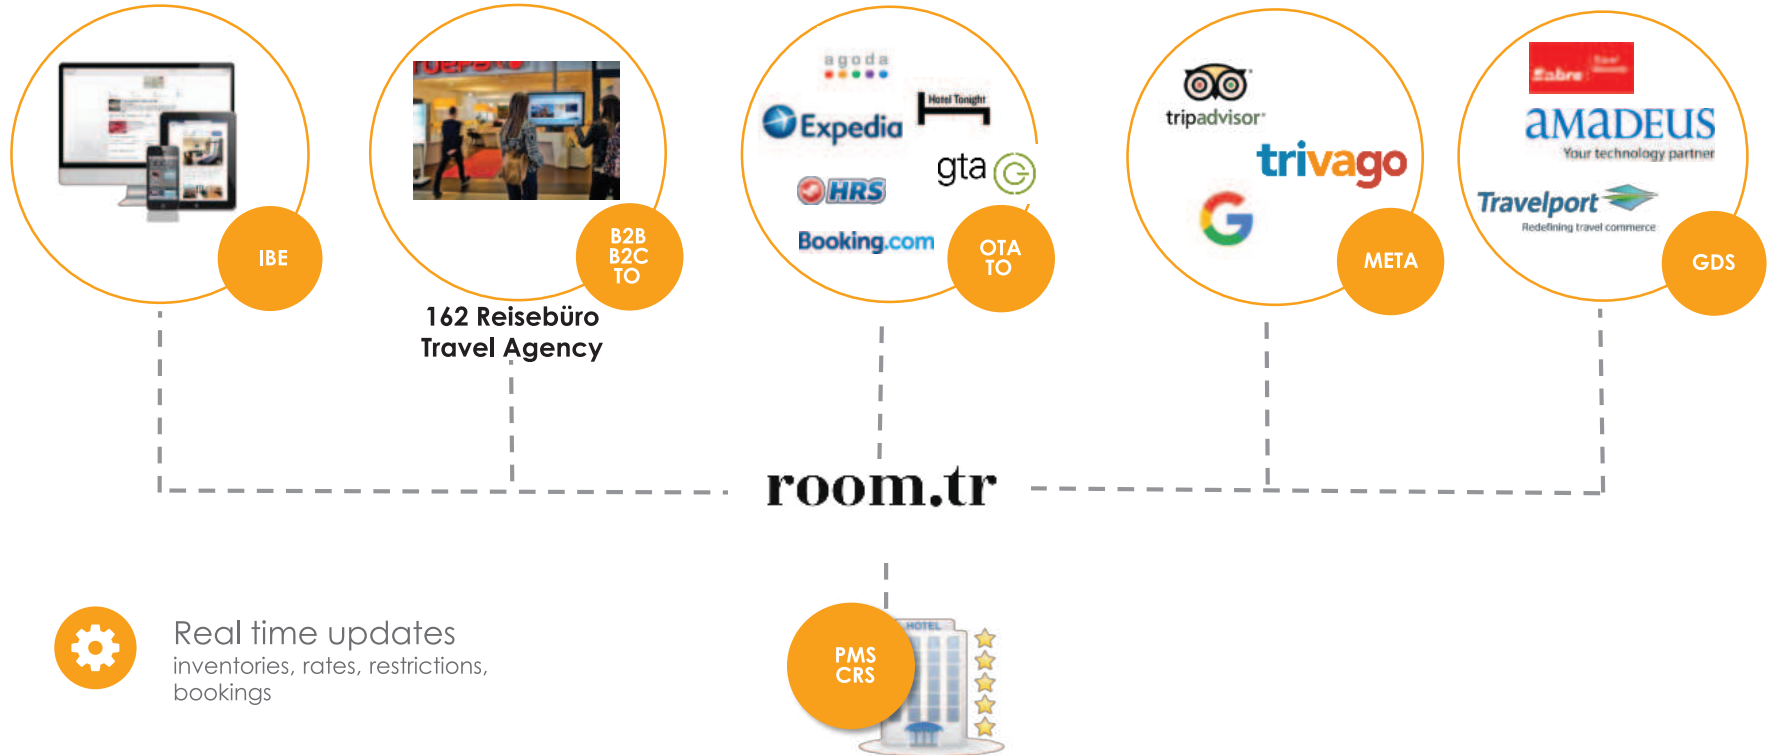 IBE
B2B
B2C
TO
162 Reisebüro
Travel Agency
agoda
Expedia
Hotel Tonight
gta
HRS
Booking.com
OTA
TO
tripadvisor
trivago
G
META
Sabre
amadeus
Your technology partner
Travelport
Redefining travel commerce
GDS
room.tr
Real time updates
inventories, rates, restrictions,
bookings
HOTEL
PMS
CRS